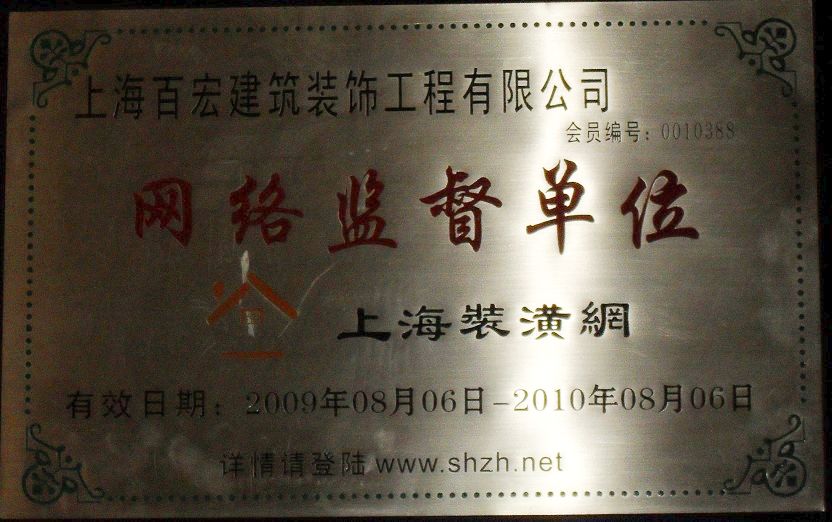 上海百宏建筑装饰工程有限公司
会员编号：0010388
网络监督单位
上海装潢網
有效日期：2009年08月06日-2010年08月06日
详情请登陆 www.shzh.net